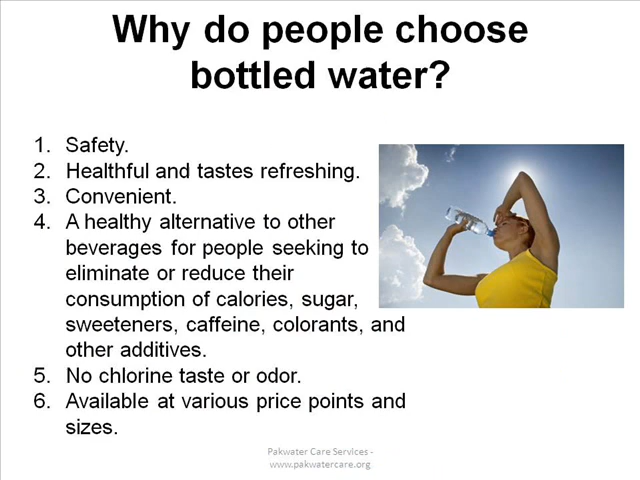 Why do people choose
bottled water?
1. Safety.
2. Healthful and tastes refreshing.
3. Convenient.
4. A healthy alternative to other
beverages for people seeking to
eliminate or reduce their
consumption of calories, sugar,
sweeteners, caffeine, colorants, and
other additives.
5. No chlorine taste or odor.
6. Available at various price points and
sizes.
Pakwater Care Services -
www.pakwatercare.org